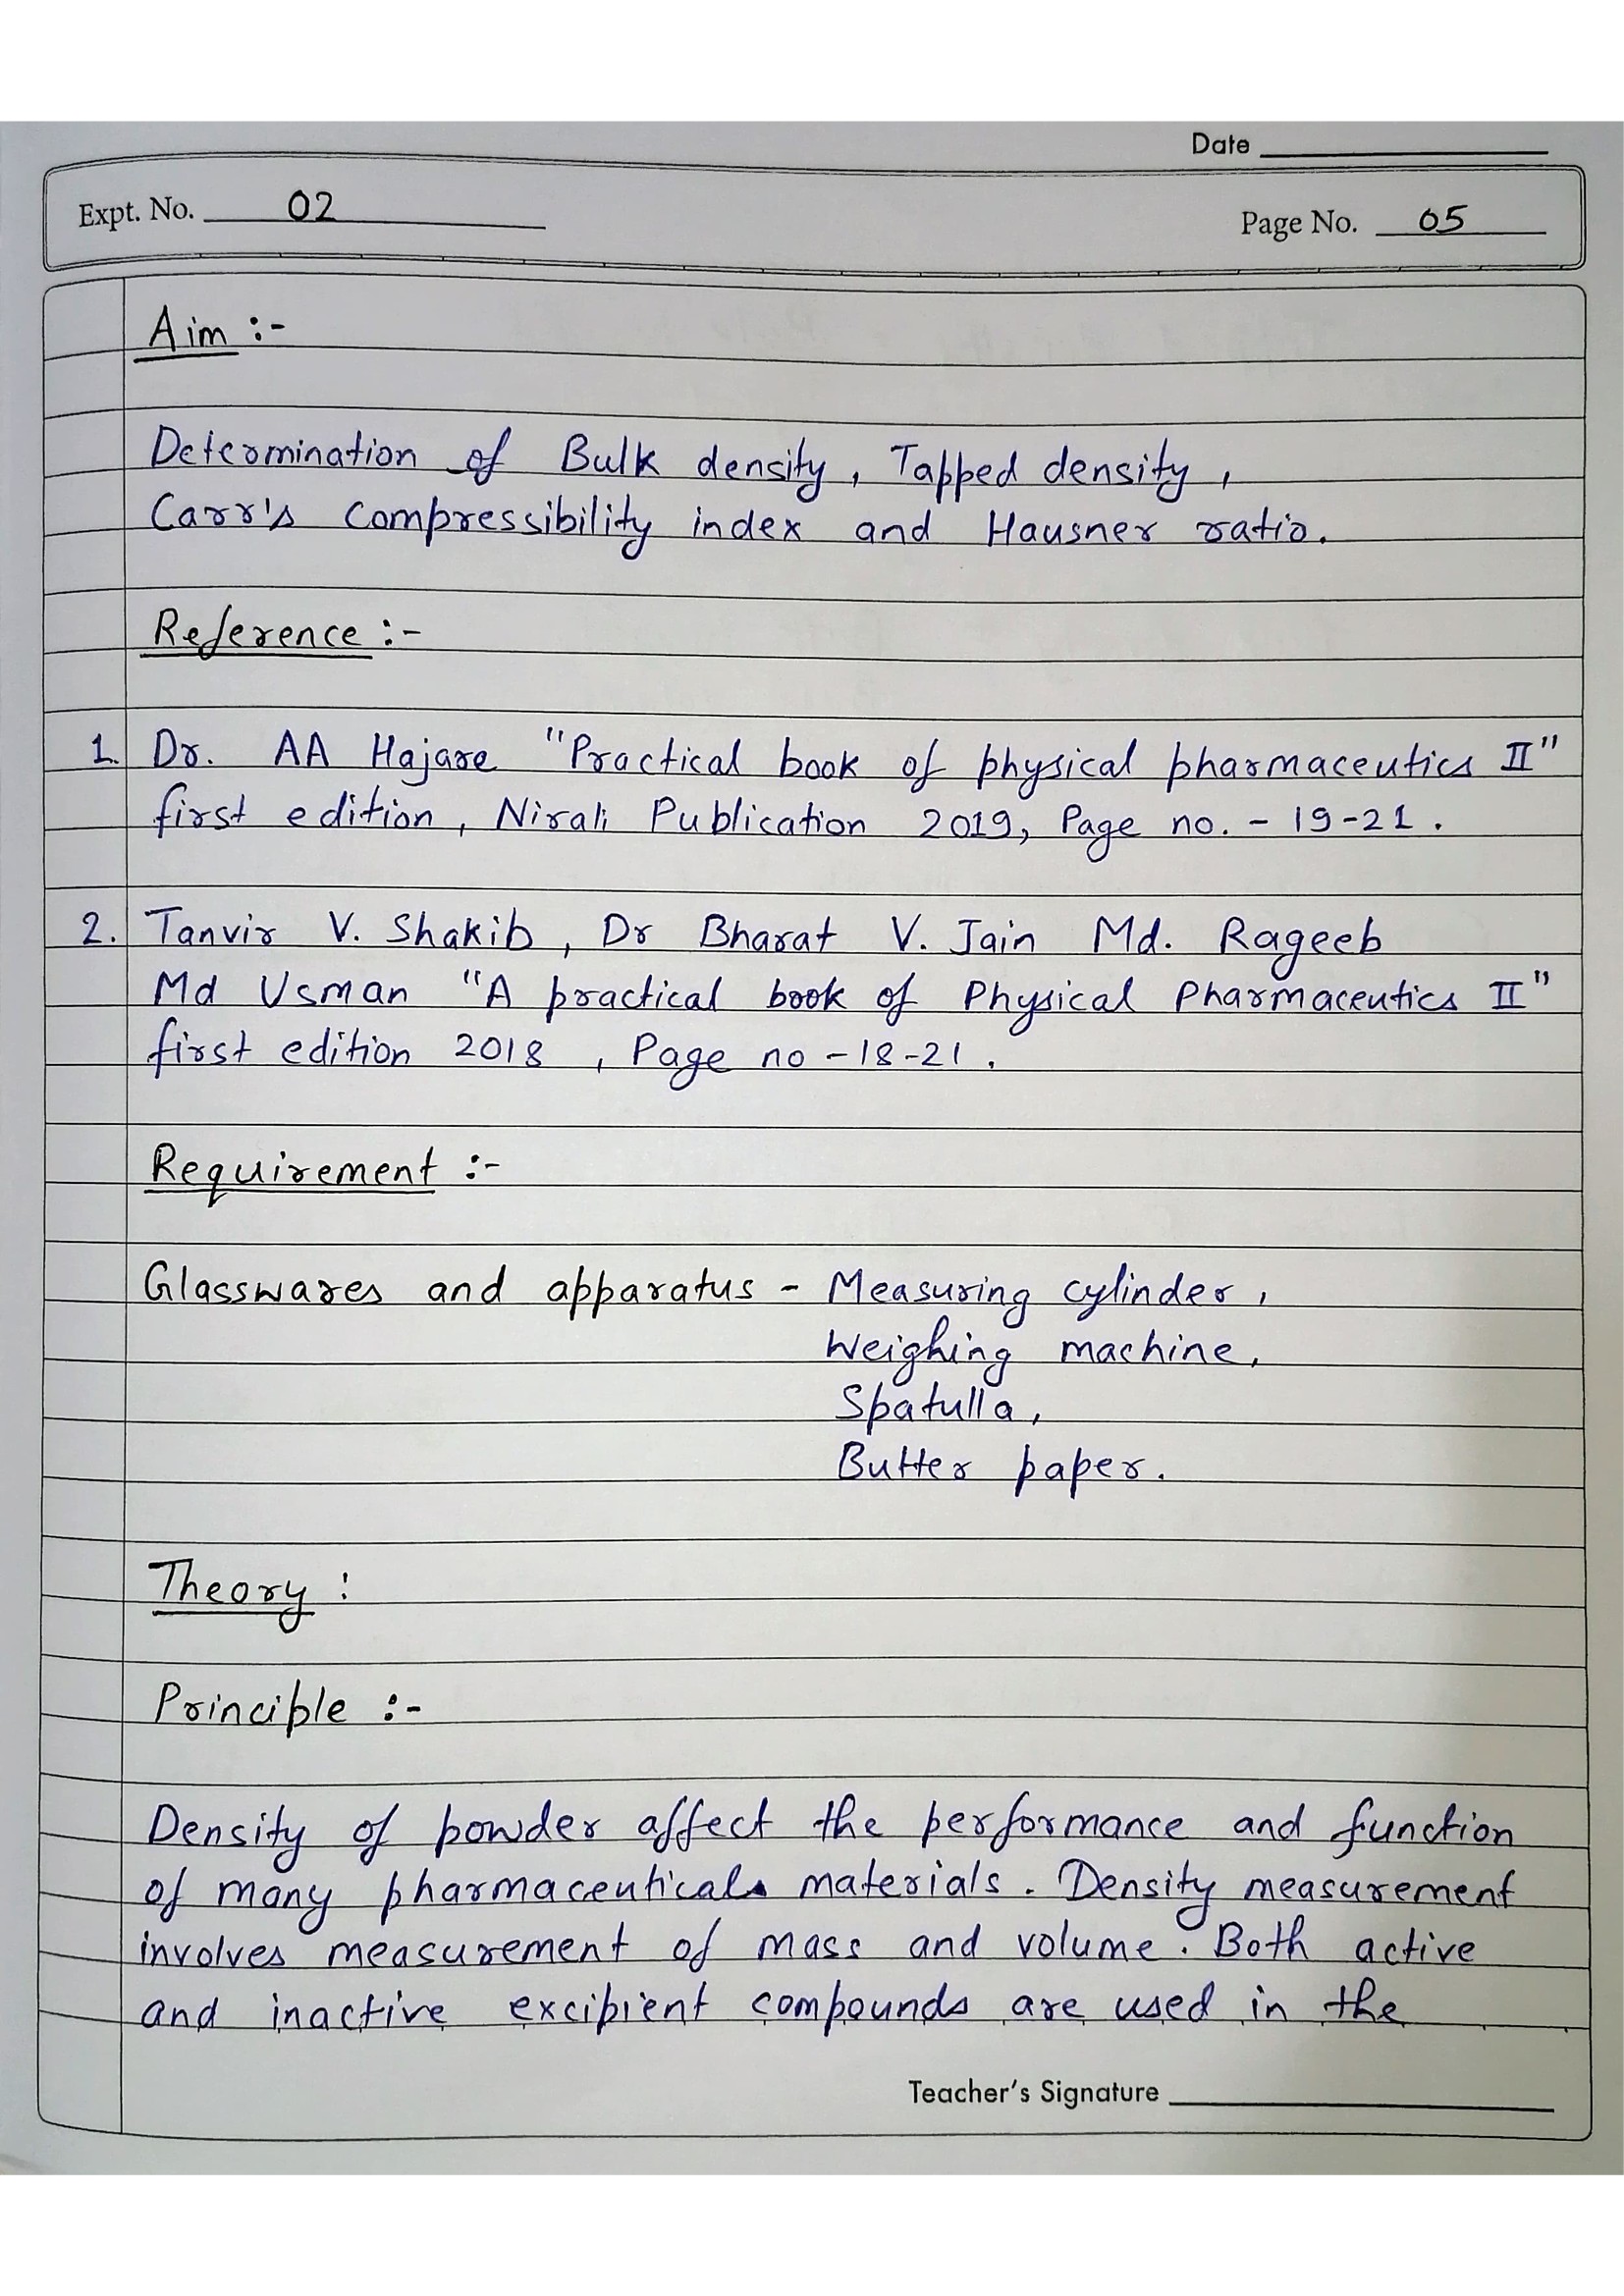 Date
Expt. No. 02
Page No. 05
Aim :-
Determination of Bulk density, Tapped density,
Carr's compressibility index and Hausner ratio.
Reference :-
1. Dr. AA Hajare "Practical book of physical pharmaceutics II"
first edition, Nirali Publication 2019, Page no. - 19-21.
2. Tanvir V. Shakib, Dr Bharat V. Jain Md. Rageeb
Md Usman "A practical book of Physical Pharmaceutics II"
first edition 2018, Page no - 18-21.
Requirement :-
Glasswares and apparatus - Measuring cylinder,
Weighing machine,
Spatulla,
Butter paper.
Theory :
Principle :-
Density of powder affect the performance and function
of many pharmaceuticals materials. Density measurement
involves measurement of mass and volume. Both active
and inactive excipient compounds are used in the
Teacher's Signature